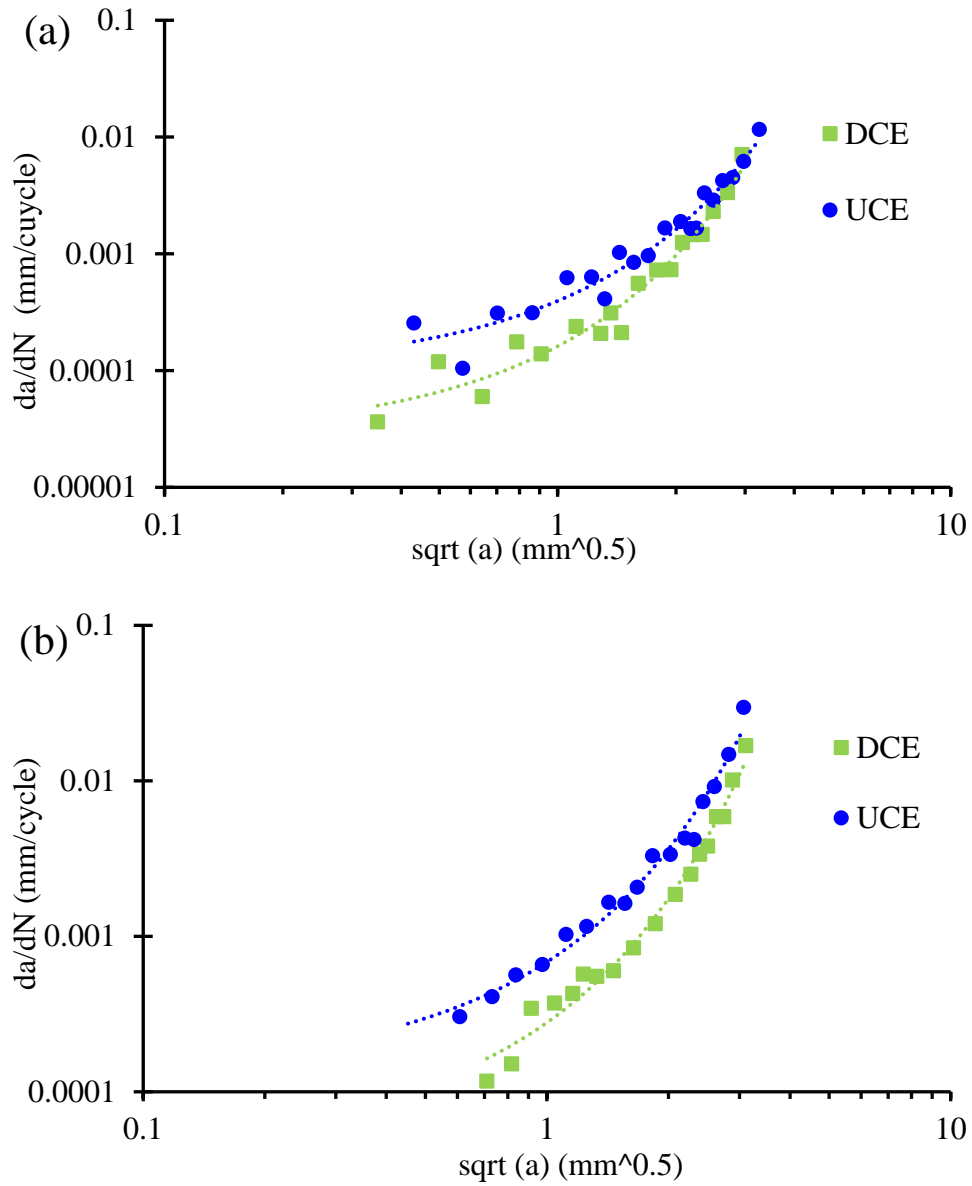 (a)
0.1
0.01
0.001
0.0001
0.00001
da/dN  (mm/cuycle)
DCE
UCE
0.1
1
10
sqrt (a) (mm^0.5)
(b)
0.1
0.01
0.001
0.0001
da/dN (mm/cycle)
DCE
UCE
0.1
1
10
sqrt (a) (mm^0.5)